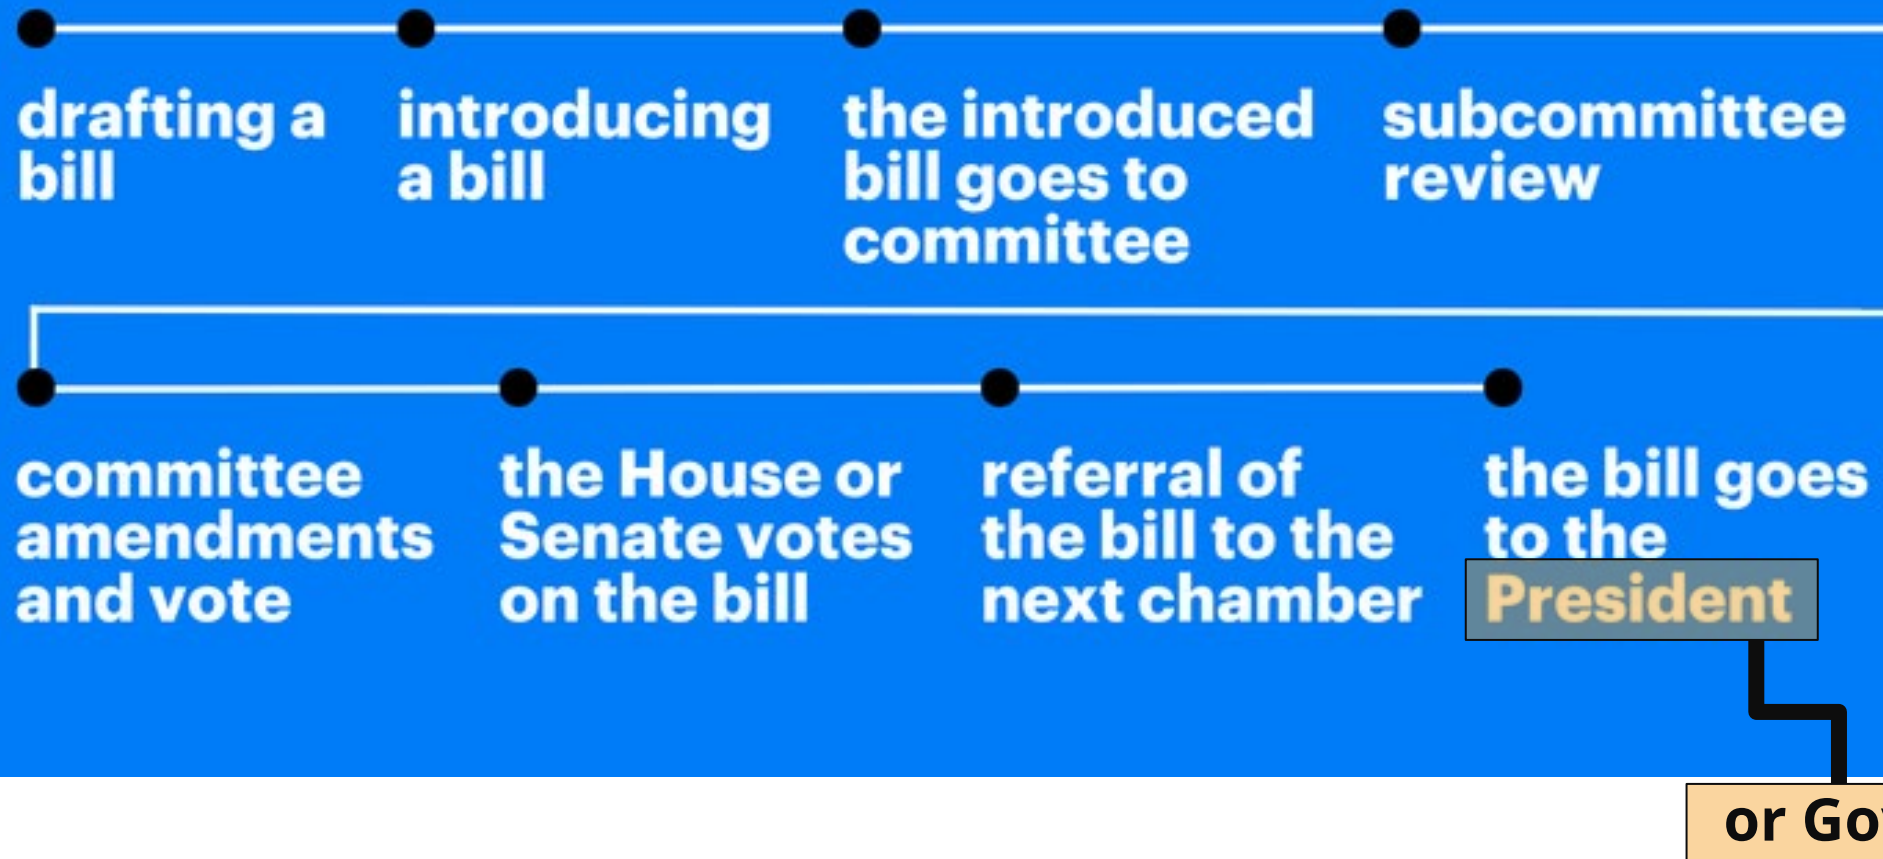 drafting a
bill
introducing
a bill
the introduced
bill goes to
committee
subcommittee
review
committee
amendments
and vote
the House or
Senate votes
on the bill
referral of
the bill to the
next chamber
the bill goes
to the
President
or